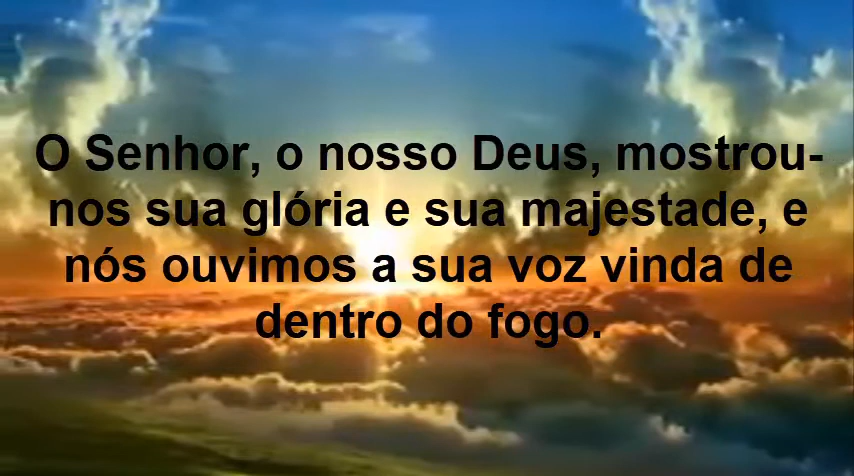 O Senhor, o nosso Deus, mostrou-
nos sua glória e sua majestade, e
nós ouvimos a sua voz vinda de
dentro do fogo.